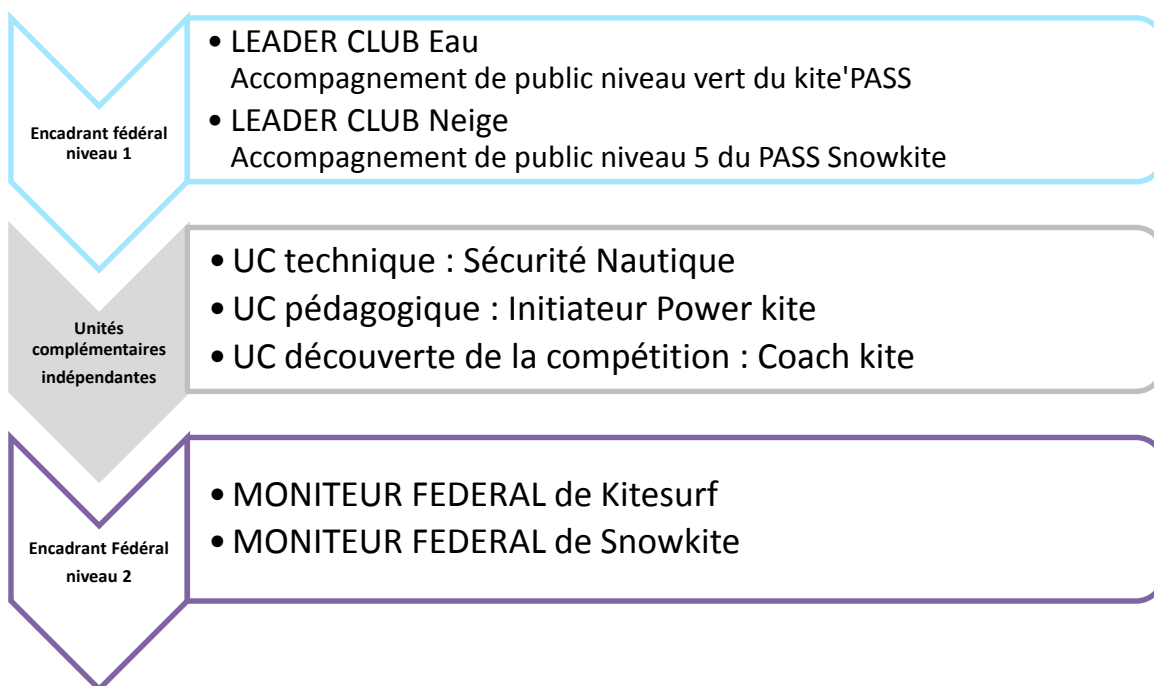 Encadrant fédéral
niveau 1
• LEADER CLUB Eau
Accompagnement de public niveau vert du kite'PASS
• LEADER CLUB Neige
Accompagnement de public niveau 5 du PASS Snowkite
Unités
complémentaires
indépendantes
• UC technique : Sécurité Nautique
• UC pédagogique : Initiateur Power kite
• UC découverte de la compétition : Coach kite
Encadrant Fédéral
niveau 2
• MONITEUR FEDERAL de Kitesurf
• MONITEUR FEDERAL de Snowkite